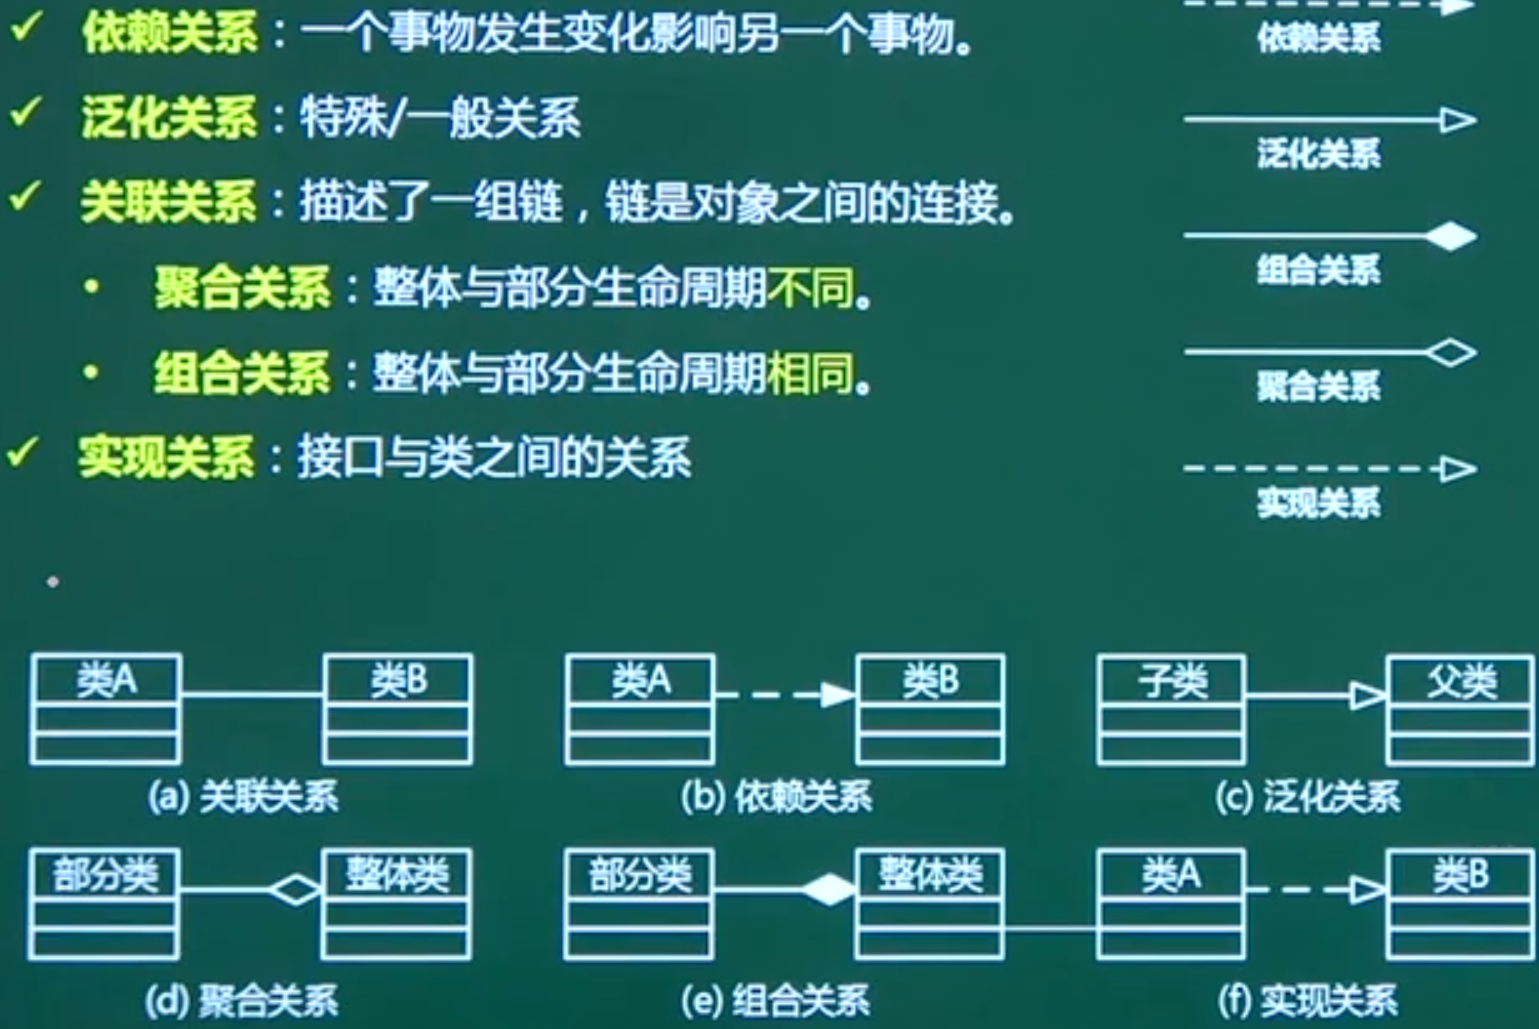 ✓ 依赖关系：一个事物发生变化影响另一个事物。
✓ 泛化关系：特殊/一般关系
✓ 关联关系：描述了一组链，链是对象之间的连接。
• 聚合关系：整体与部分生命周期不同。
• 组合关系：整体与部分生命周期相同。
✓ 实现关系：接口与类之间的关系
依赖关系
泛化关系
组合关系
聚合关系
实现关系
类A 类B
(a) 关联关系
类A 类B
(b) 依赖关系
子类 父类
(c) 泛化关系
部分类 整体类
(d) 聚合关系
部分类 整体类
(e) 组合关系
类A 类B
(f) 实现关系